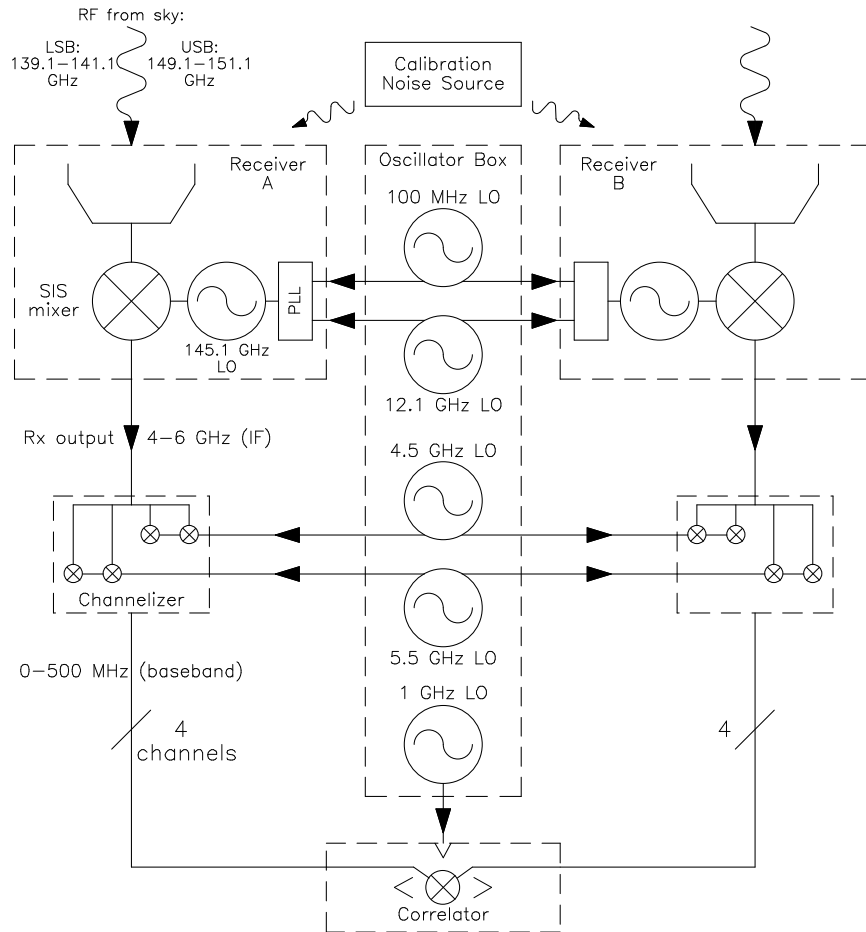 RF from sky:
LSB:
139.1–141.1
GHz
USB:
149.1–151.1
GHz
Calibration
Noise Source
Receiver
A
Oscillator Box
Receiver
B
100 MHz LO
SIS
mixer
PLL
145.1 GHz
LO
12.1 GHz LO
Rx output
4–6 GHz (IF)
4.5 GHz LO
Channelizer
5.5 GHz LO
0–500 MHz (baseband)
1 GHz LO
4
channels
4
Correlator